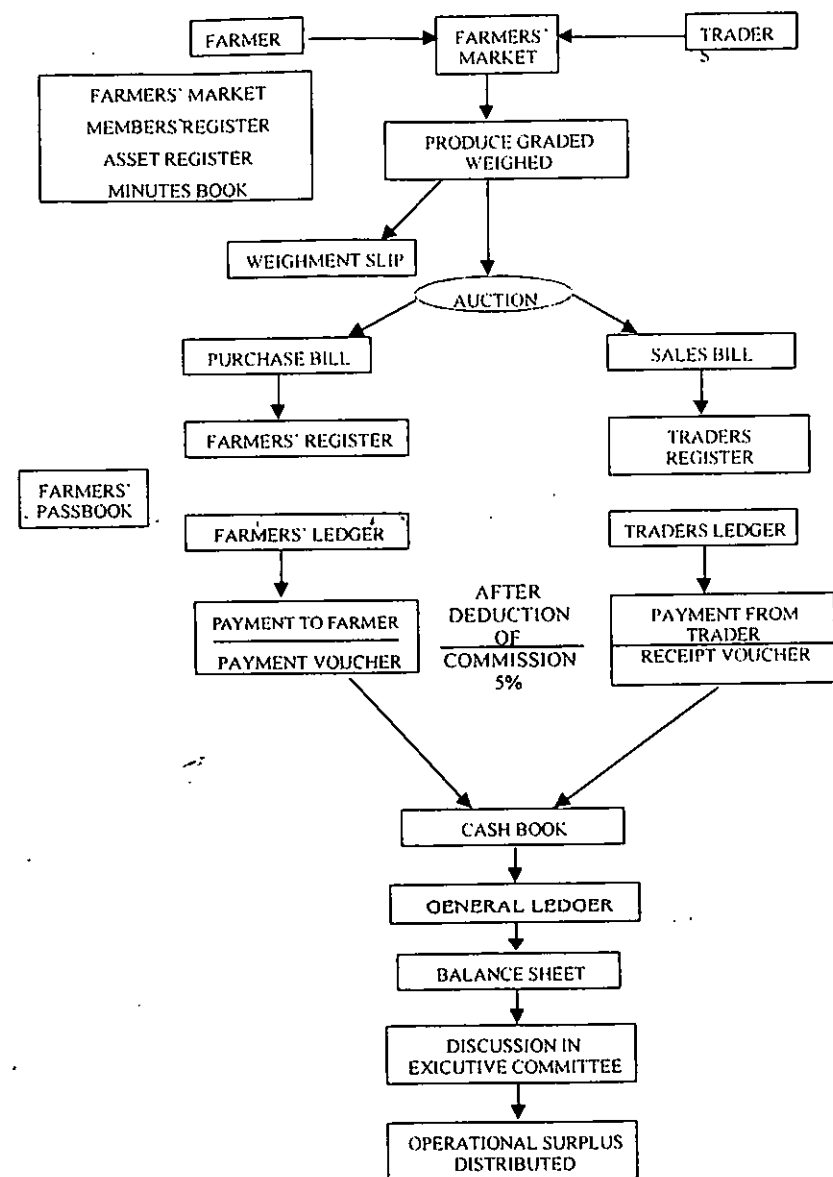 FARMER
FARMERS' MARKET
TRADER
S
FARMERS' MARKET
MEMBERS'REGISTER
ASSET REGISTER
MINUTES BOOK
PRODUCE GRADED
WEIGHED
WEIGHMENT SLIP
AUCTION
PURCHASE BILL
SALES BILL
FARMERS' REGISTER
TRADERS
REGISTER
FARMERS'
PASSBOOK
FARMERS' LEDGER
TRADERS LEDGER
PAYMENT TO FARMER
PAYMENT VOUCHER
AFTER
DEDUCTION
OF
COMMISSION
5%
PAYMENT FROM
TRADER
RECEIPT VOUCHER
CASH BOOK
GENERAL LEDGER
BALANCE SHEET
DISCUSSION IN
EXICUTIVE COMMITTEE
OPERATIONAL SURPLUS
DISTRIBUTED